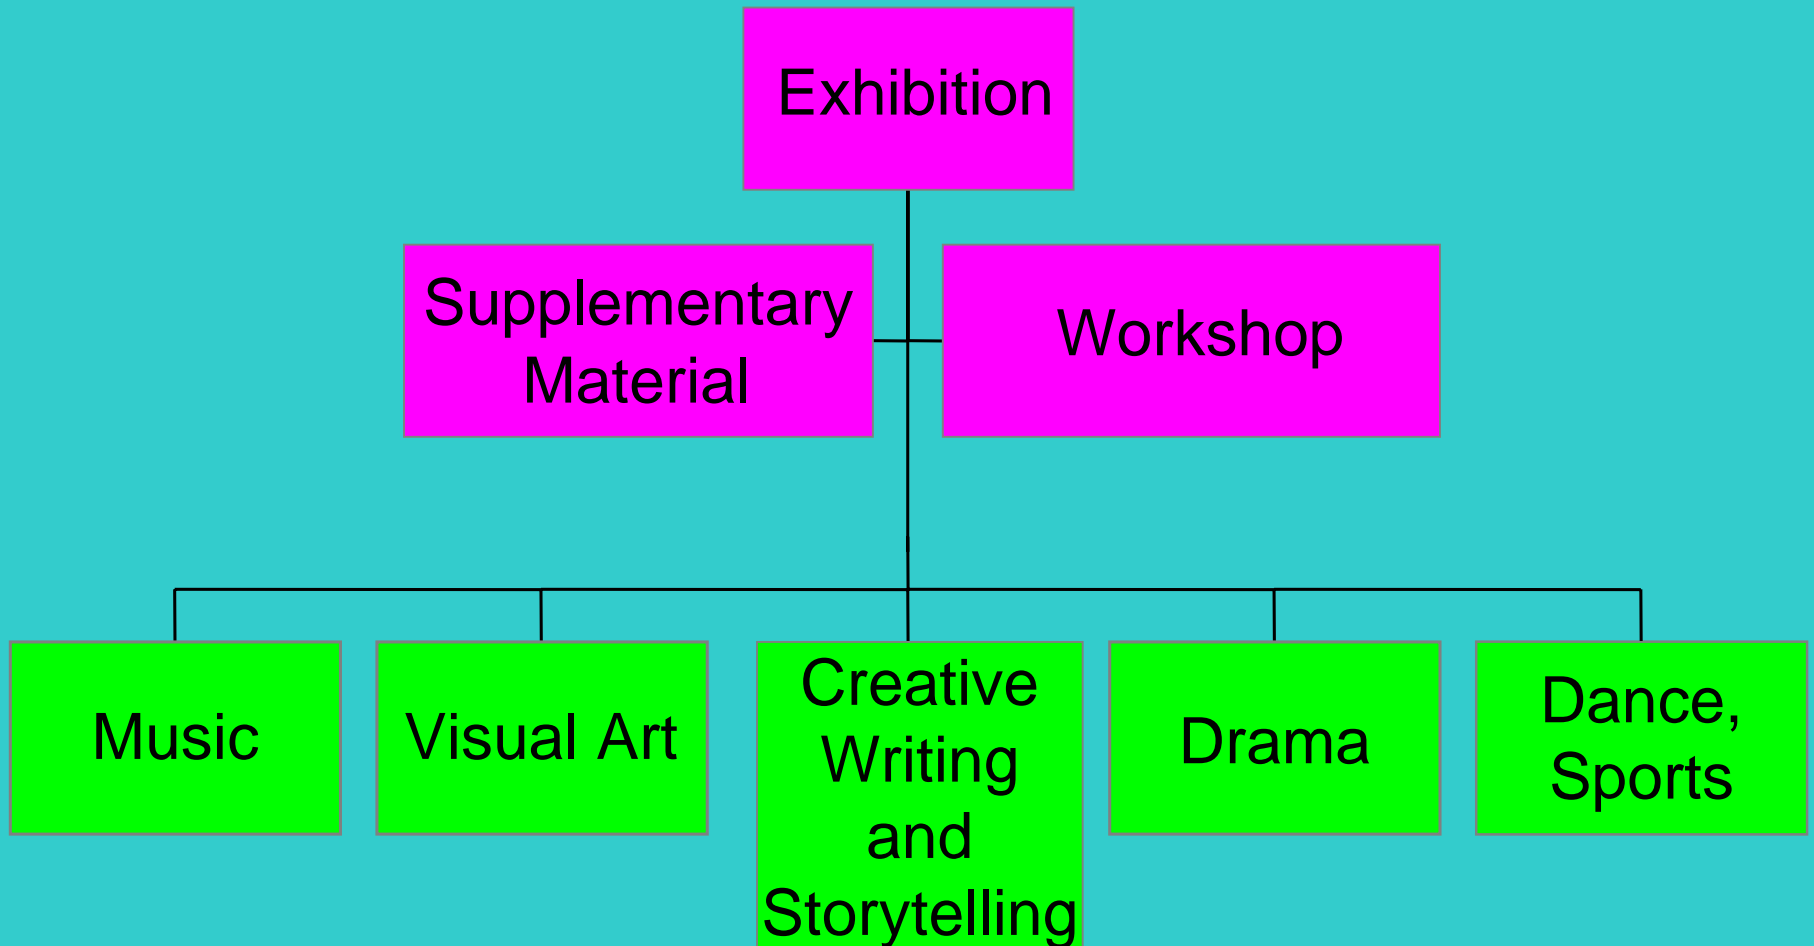 Exhibition
Supplementary
Material
Workshop
Music
Visual Art
Creative
Writing
and
Storytelling
Drama
Dance,
Sports